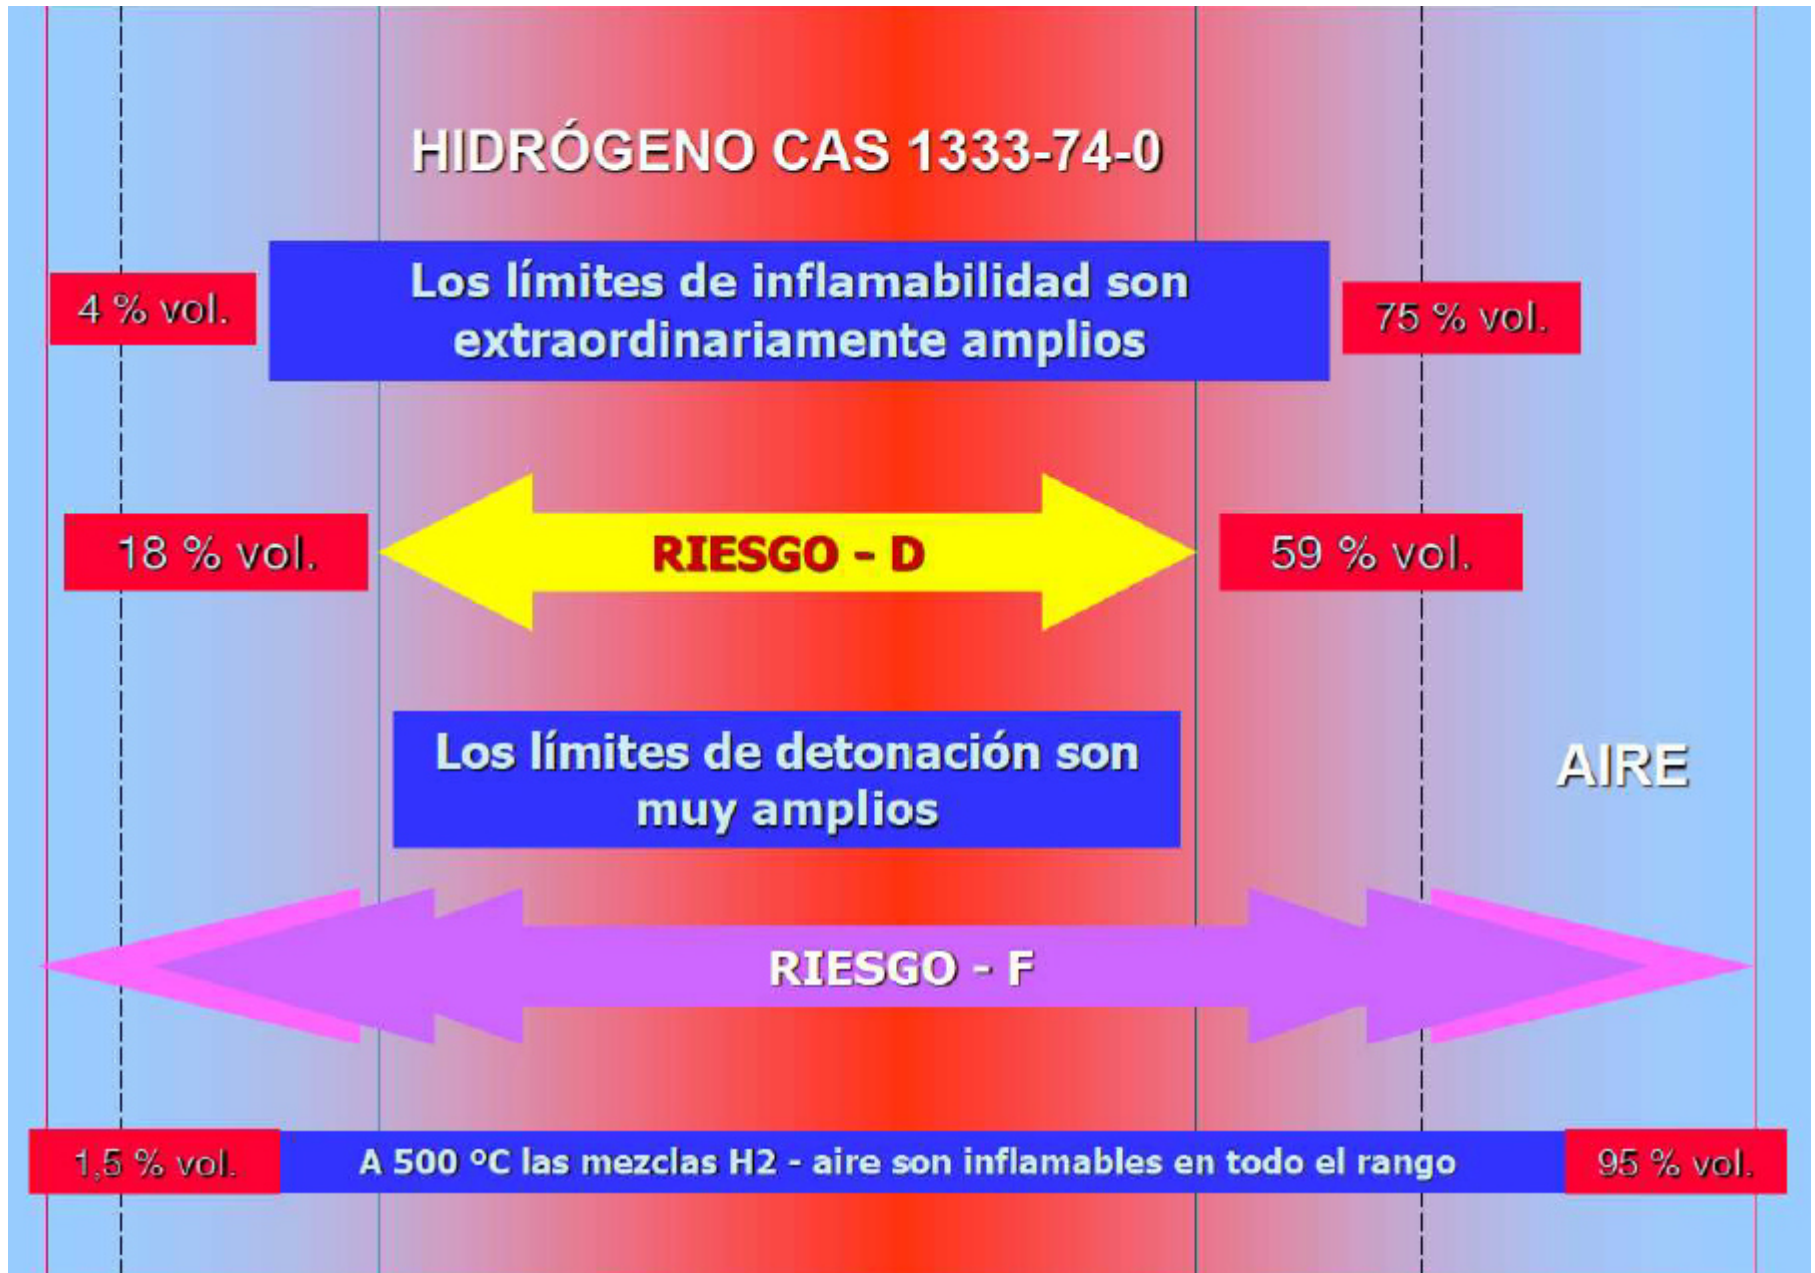 HIDRÓGENO CAS 1333-74-0
Los límites de inflamabilidad son
extraordinariamente amplios
4 % vol.
75 % vol.
18 % vol.
RIESGO - D
59 % vol.
Los límites de detonación son
muy amplios
AIRE
RIESGO - F
1,5 % vol.
A 500 ºC las mezclas H2 - aire son inflamables en todo el rango
95 % vol.